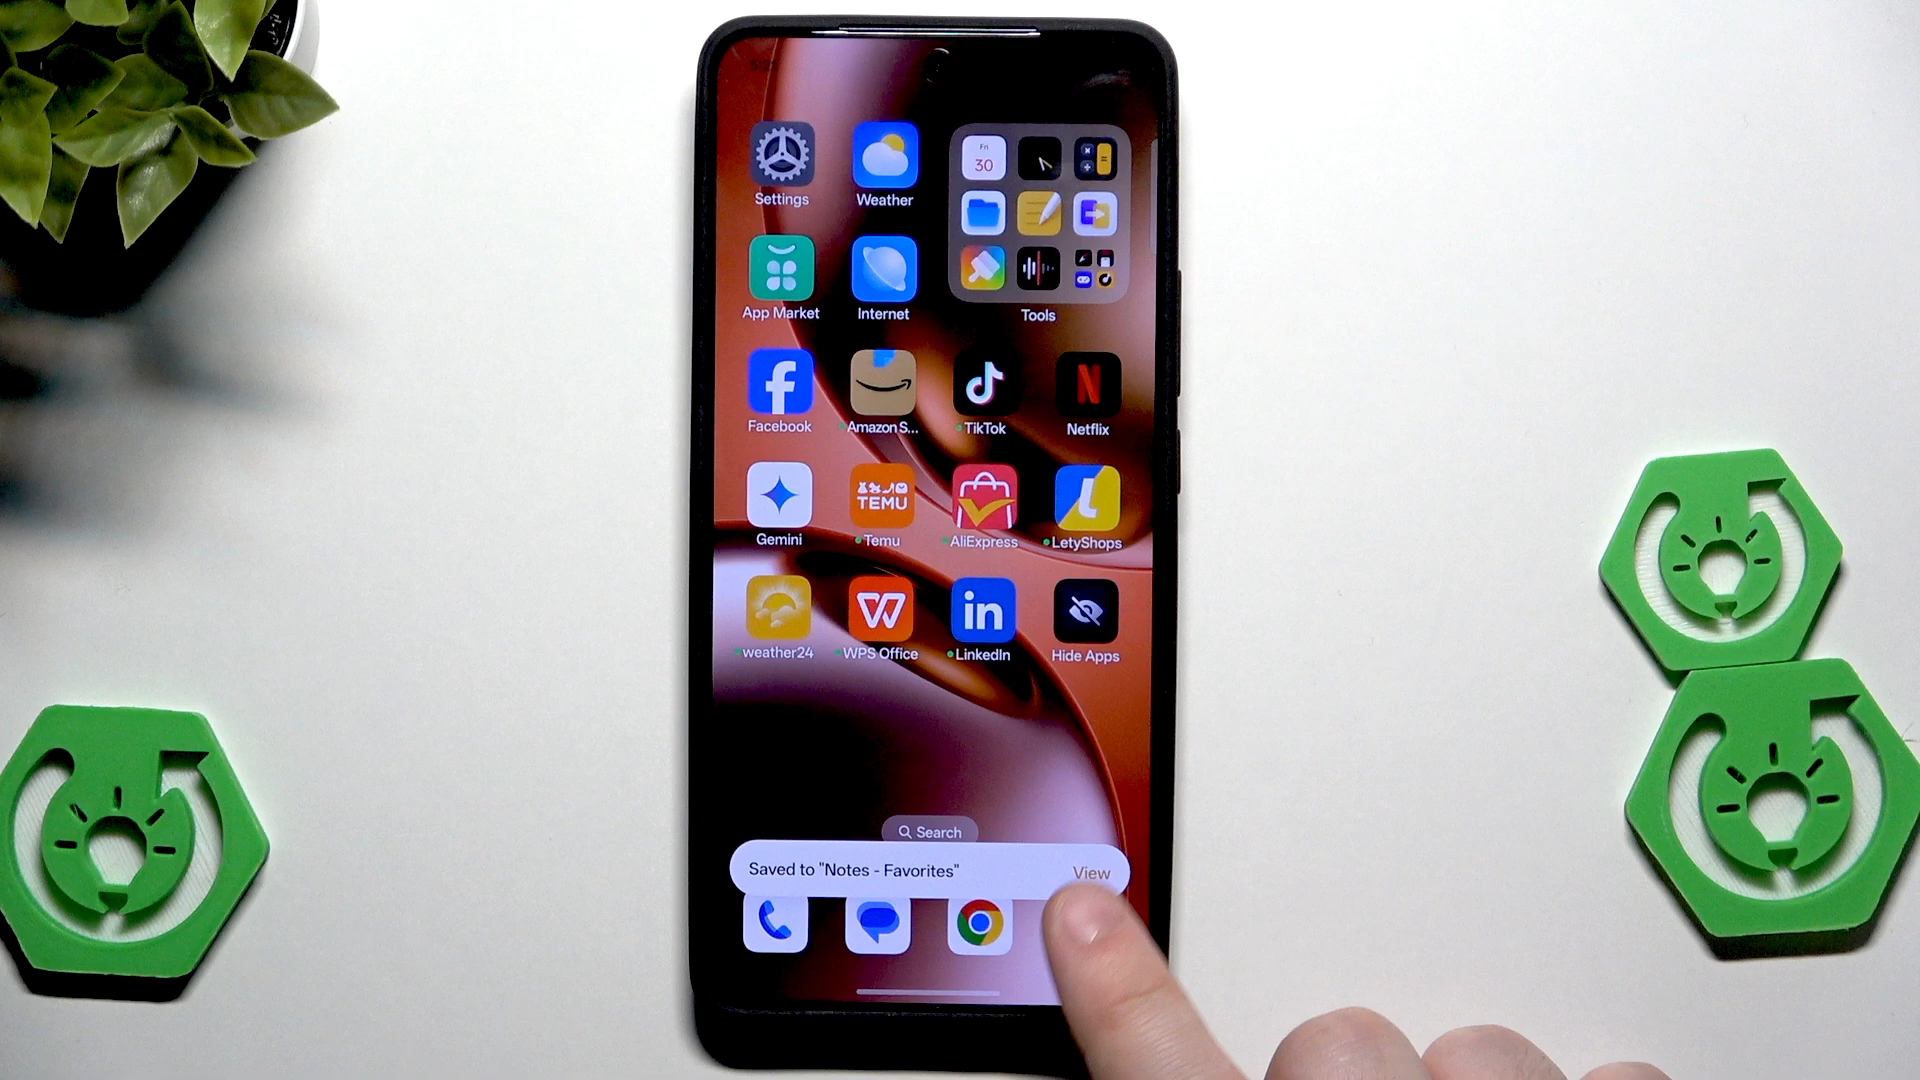 Fri
30
Settings
Weather
App Market
Internet
Tools
Facebook
Amazon S...
TikTok
Netflix
TEMU
Gemini
Temu
AliExpress
LetyShops
in
weather24
WPS Office
LinkedIn
Hide Apps
Search
Saved to "Notes - Favorites"
View